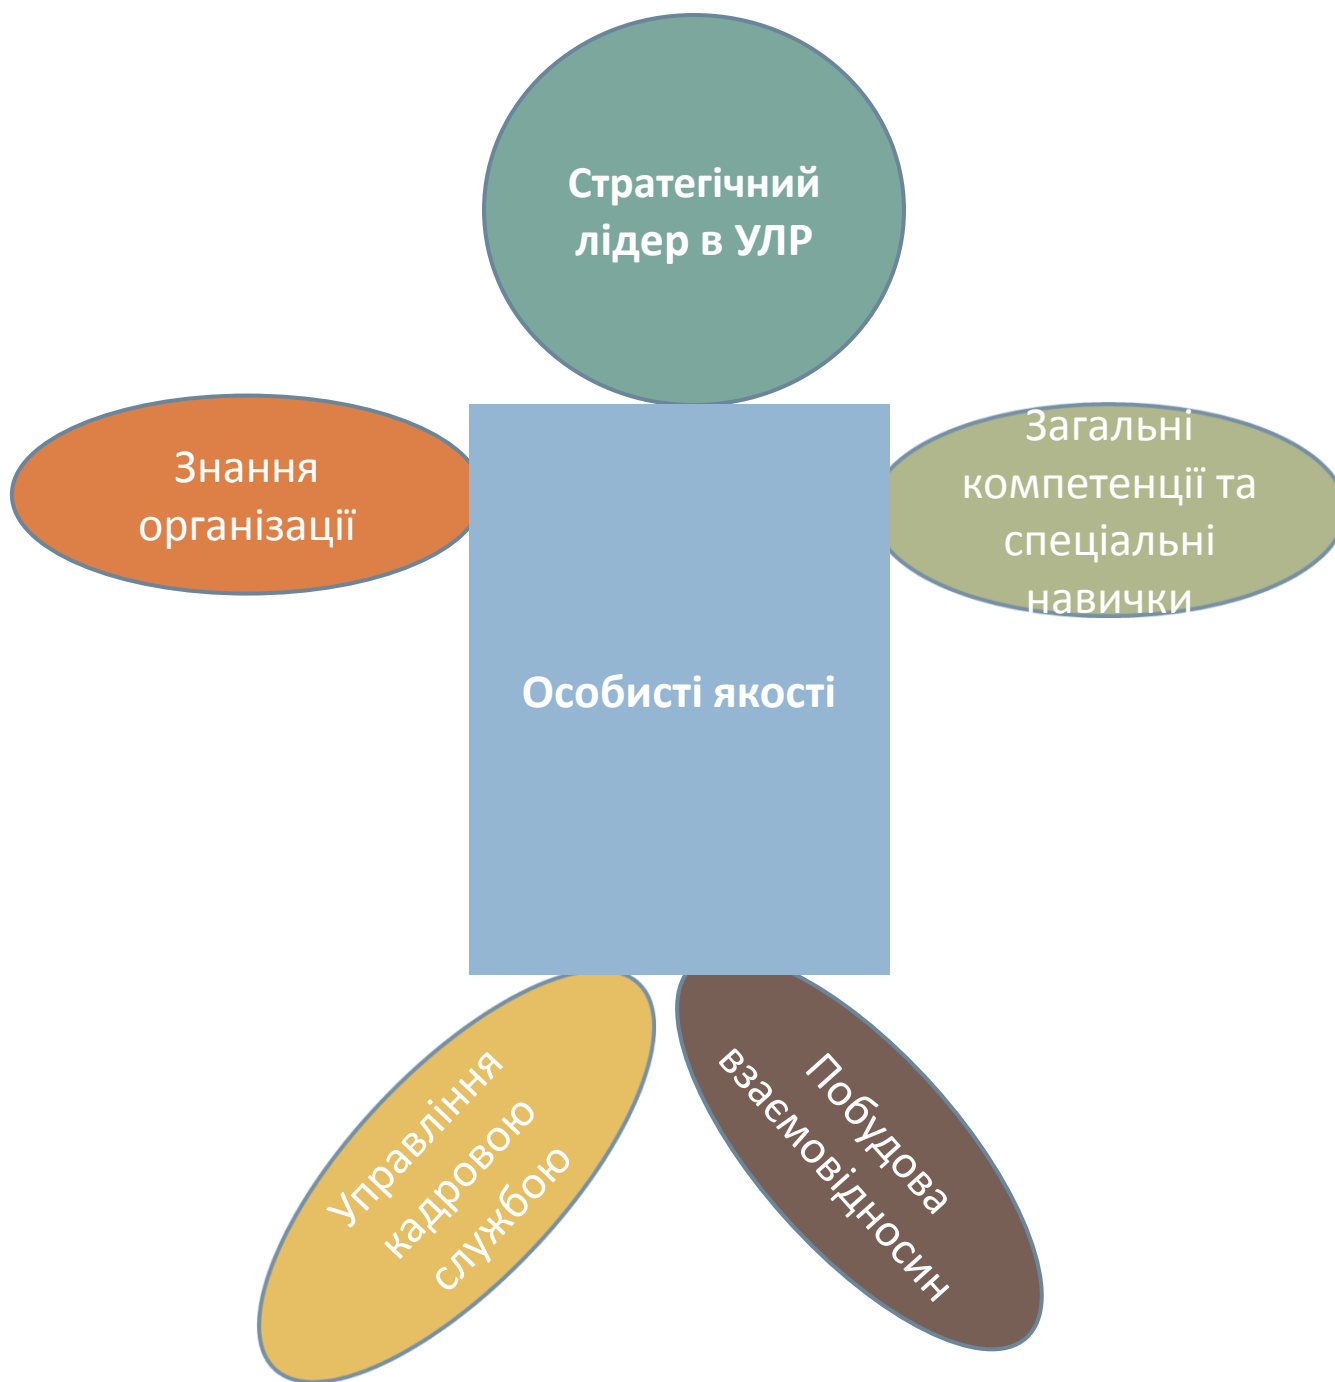 Стратегічний
лідер в УЛР
Знання
організації
Загальні
компетенції та
спеціальні
навички
Особисті якості
Управління
кадровою
службою
Побудова
взаємовідносин